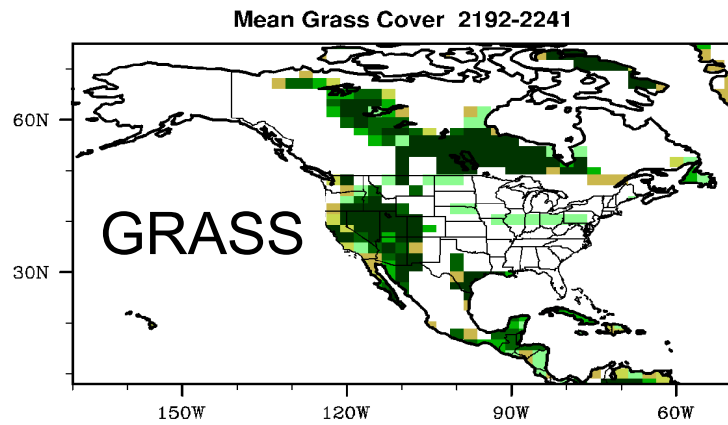 Mean Grass Cover 2192-2241
60N
GRASS
30N
150W 120W 90W 60W